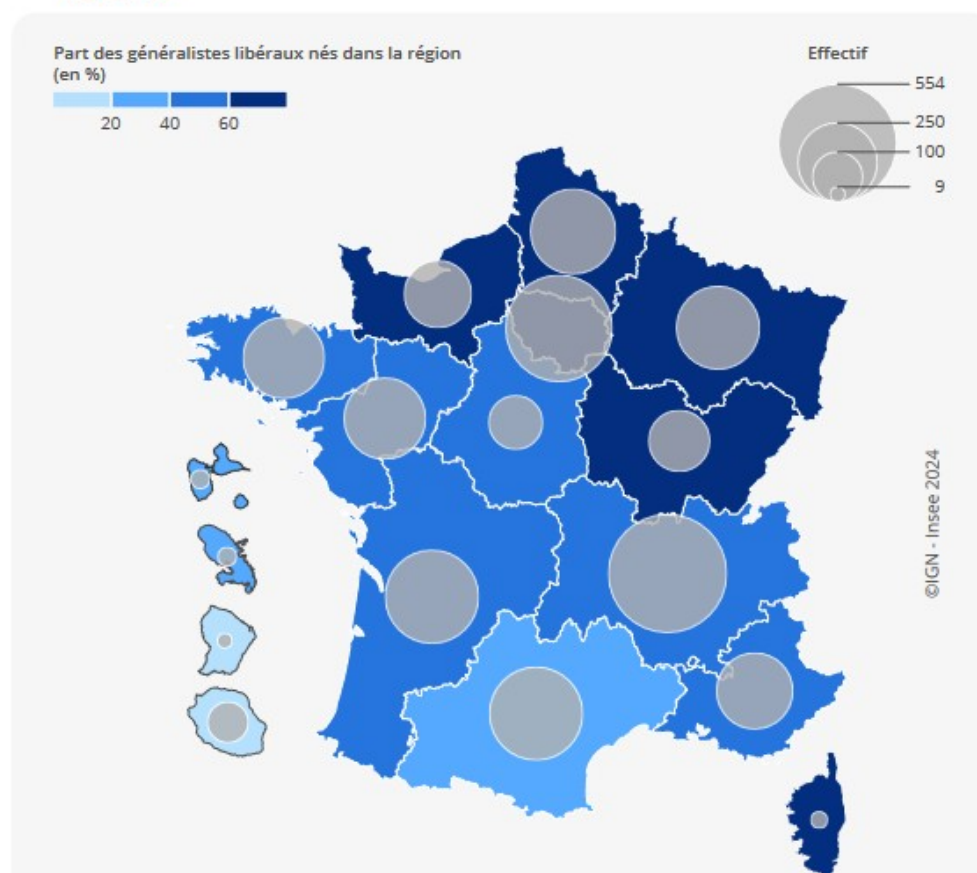 Part des généralistes libéraux nés dans la région
(en %)
20 40 60
Effectif
554
250
100
9
©IGN - Insee 2024